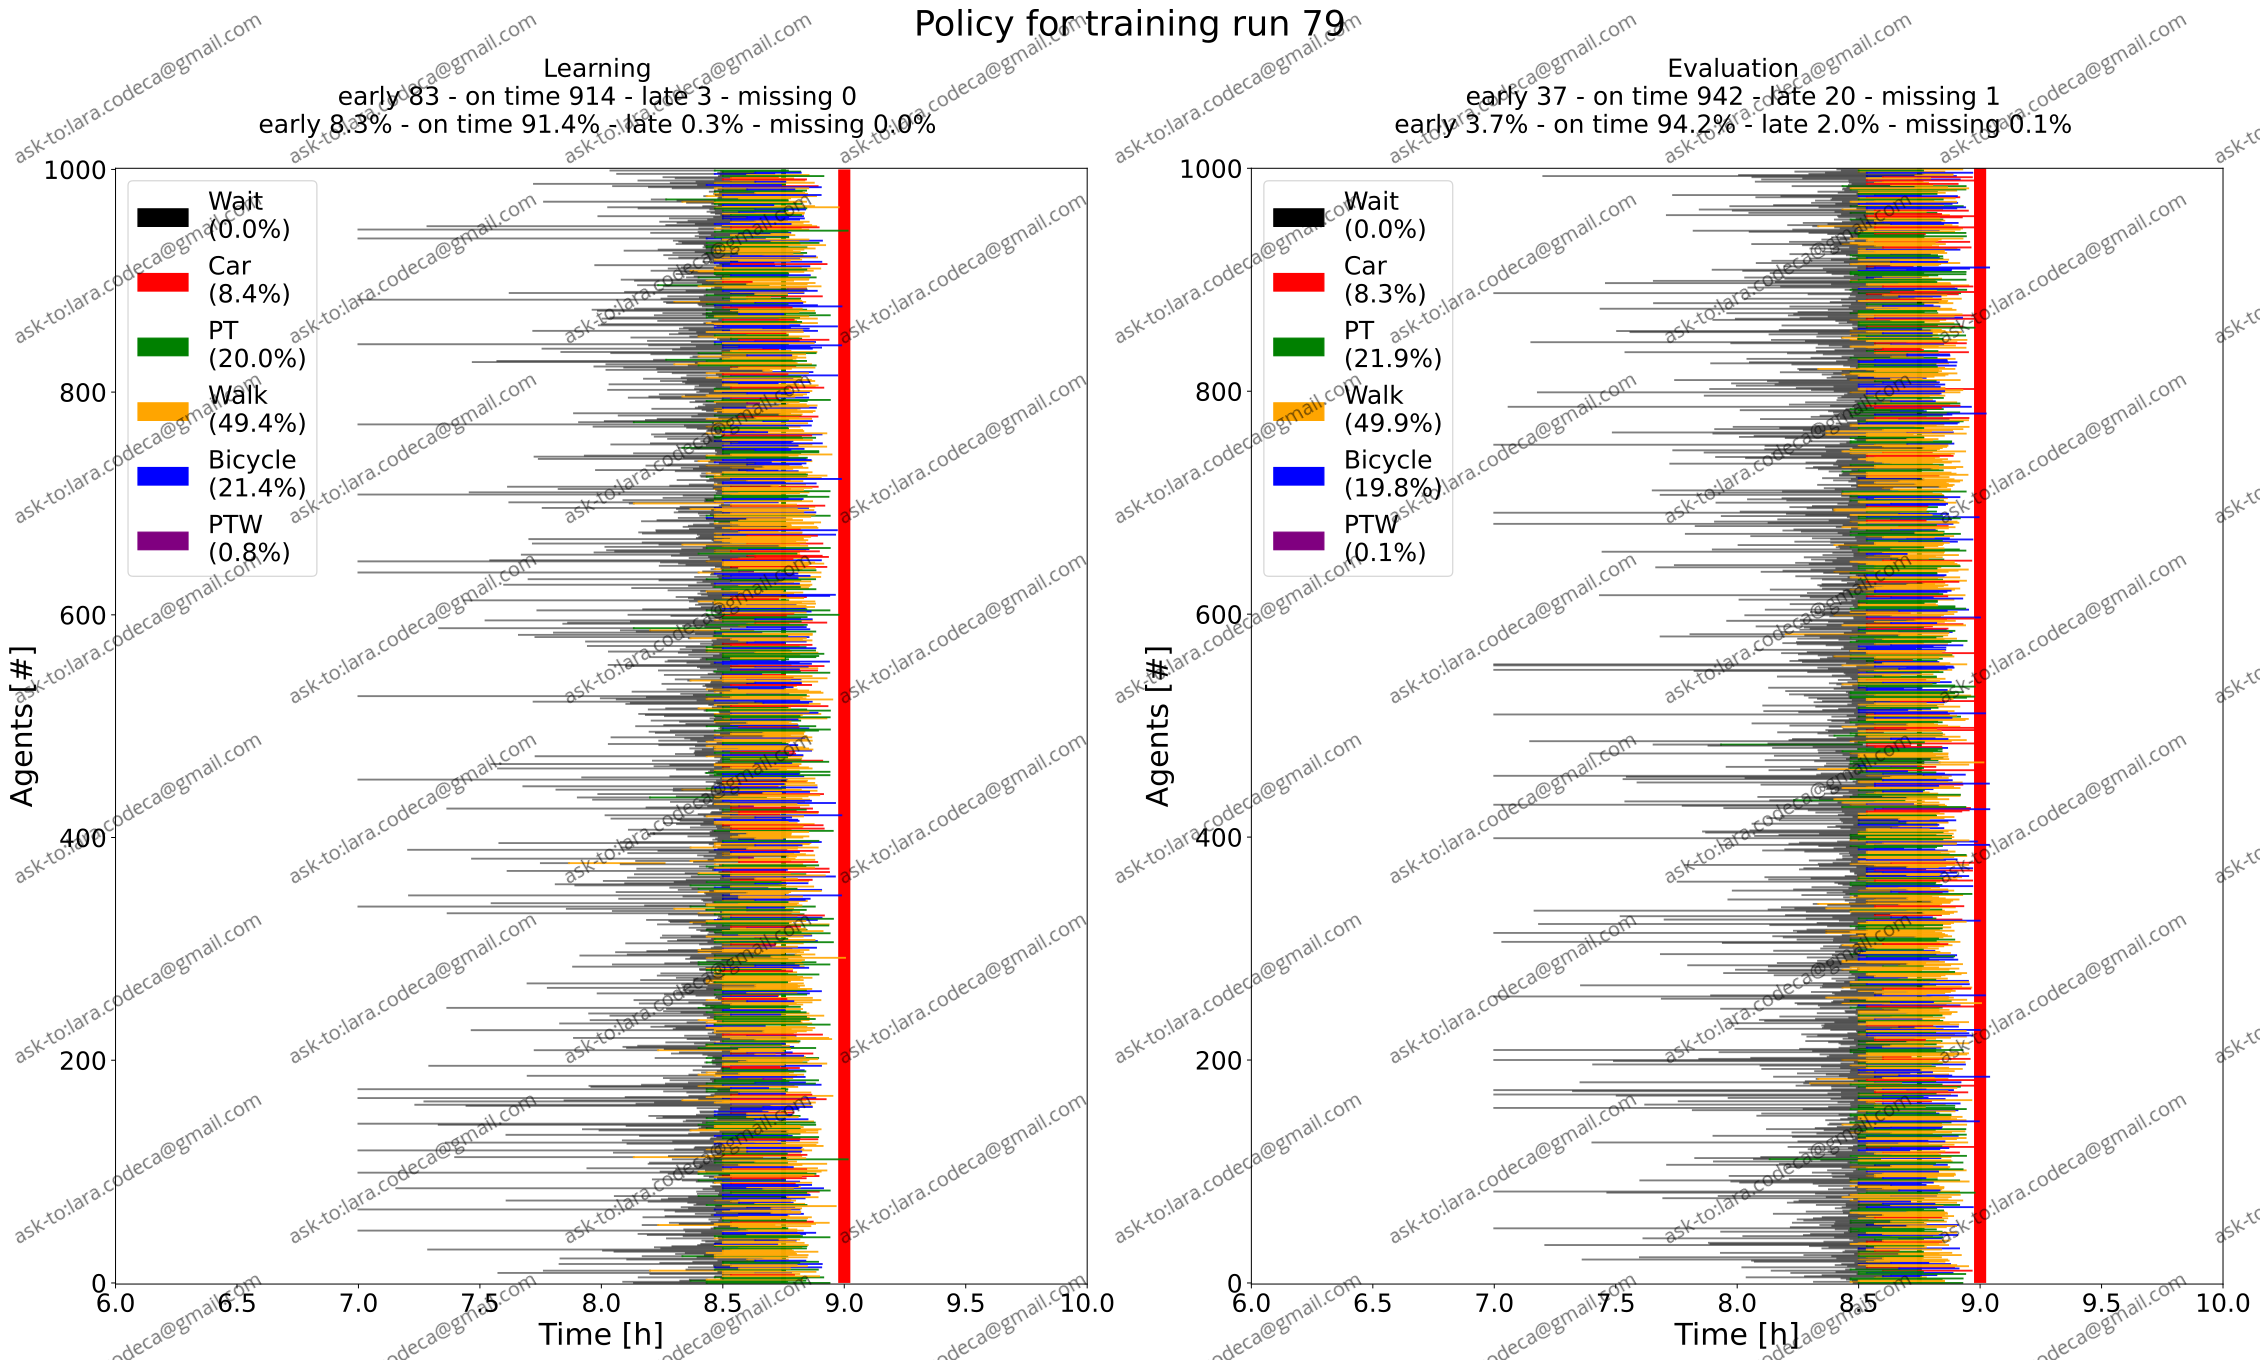 Policy for training run 79
Learning
early 83 - on time 914 - late 3 - missing 0
early 8.3% - on time 91.4% - late 0.3% - missing 0.0%
Wait
(0.0%)
Car
(8.4%)
PT
(20.0%)
Walk
(49.4%)
Bicycle
(21.4%)
PTW
(0.8%)
Agents [#]
1000
800
600
400
200
0
6.0 6.5 7.0 7.5 8.0 8.5 9.0 9.5 10.0
Time [h]
Evaluation
early 37 - on time 942 - late 20 - missing 1
early 3.7% - on time 94.2% - late 2.0% - missing 0.1%
Wait
(0.0%)
Car
(8.3%)
PT
(21.9%)
Walk
(49.9%)
Bicycle
(19.8%)
PTW
(0.1%)
Agents [#]
1000
800
600
400
200
0
6.0 6.5 7.0 7.5 8.0 8.5 9.0 9.5 10.0
Time [h]
ask-to:lara.codeca@gmail.com